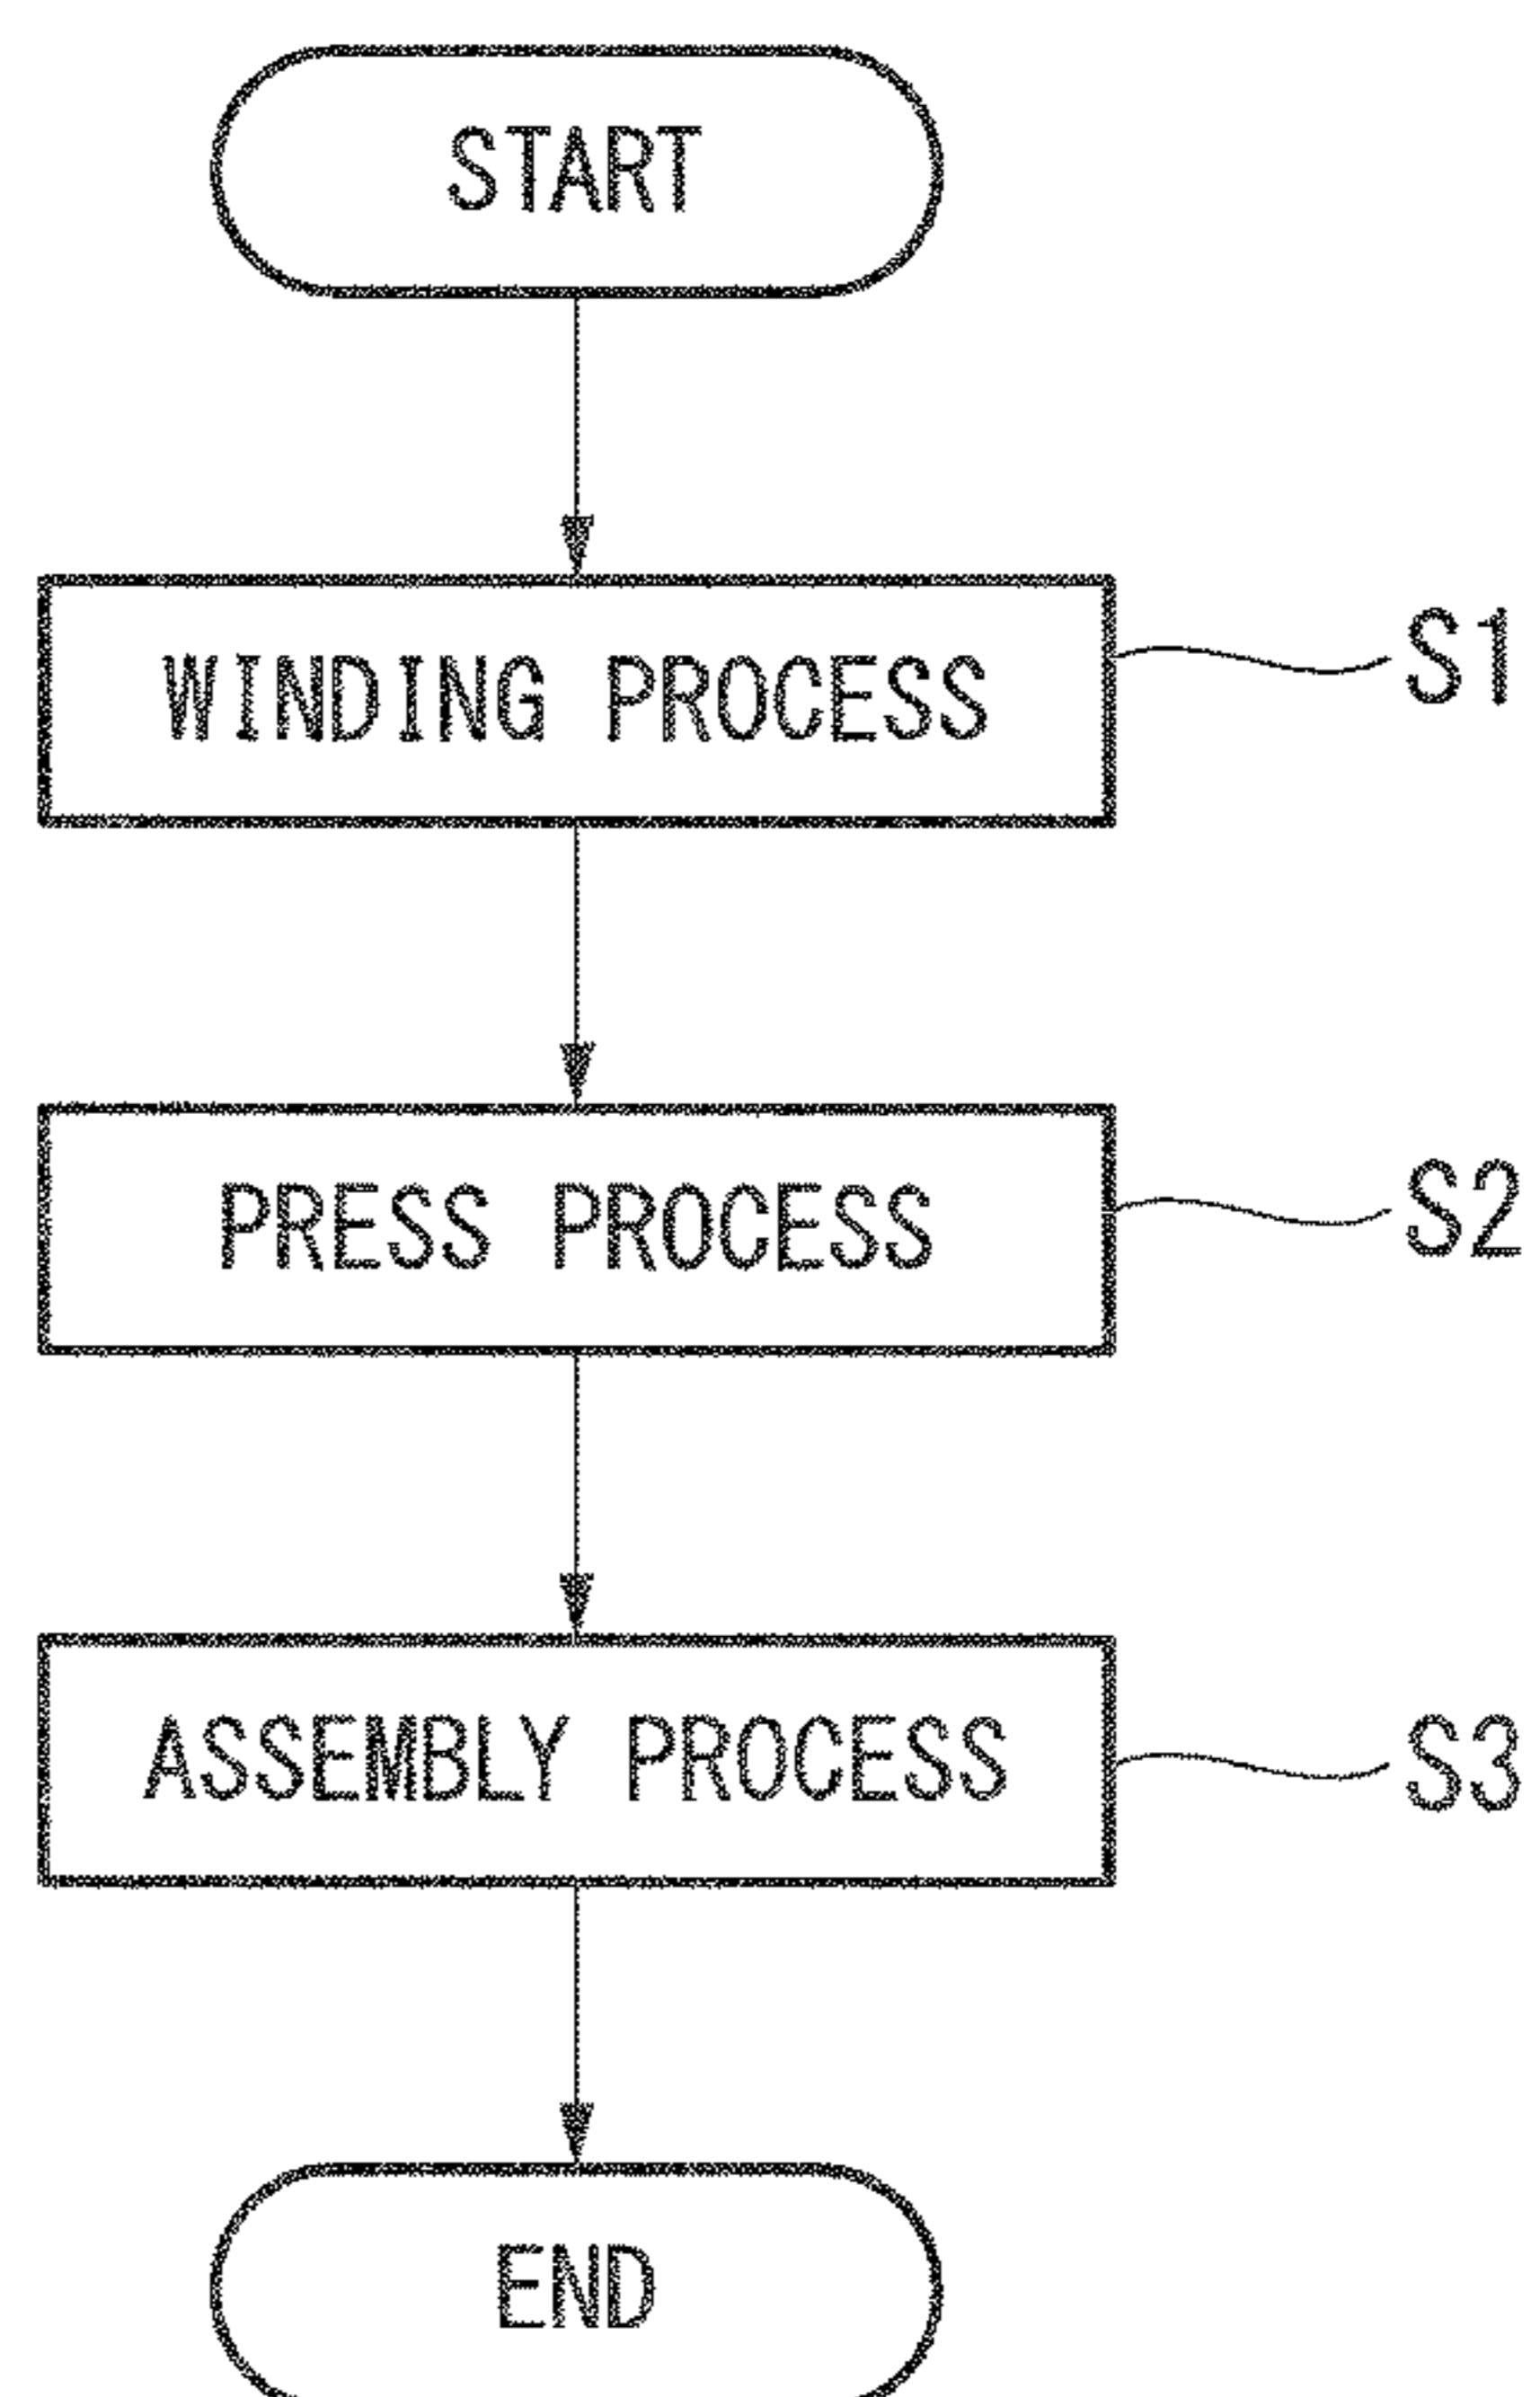 START
WINDING PROCESS
S1
PRESS PROCESS
S2
ASSEMBLY PROCESS
S3
END